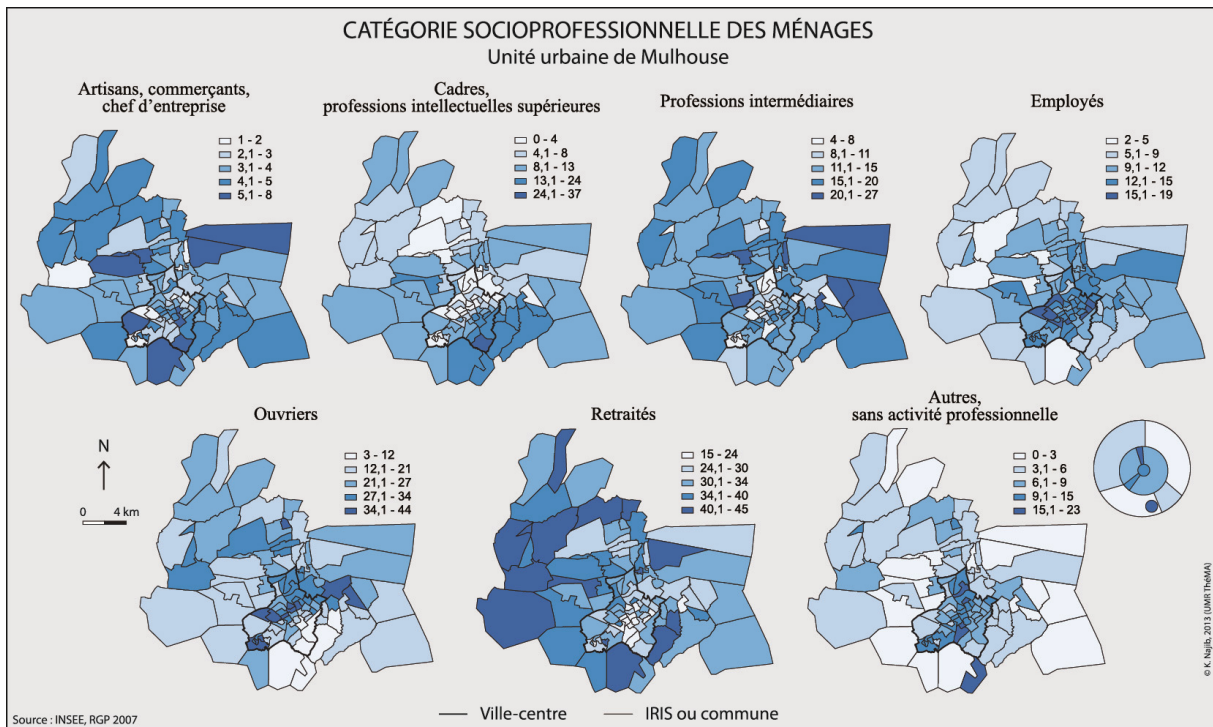 CATÉGORIE SOCIOPROFESSIONNELLE DES MÉNAGES
Unité urbaine de Mulhouse
Artisans, commerçants,
chef d'entreprise
1 - 2
2,1 - 3
3,1 - 4
4,1 - 5
5,1 - 8
Cadres,
professions intellectuelles supérieures
0 - 4
4,1 - 8
8,1 - 13
13,1 - 24
24,1 - 37
Professions intermédiaires
4 - 8
8,1 - 11
11,1 - 15
15,1 - 20
20,1 - 27
Employés
2 - 5
5,1 - 9
9,1 - 12
12,1 - 15
15,1 - 19
N
0 4 km
Ouvriers
3 - 12
12,1 - 21
21,1 - 27
27,1 - 34
34,1 - 44
Retraités
15 - 24
24,1 - 30
30,1 - 34
34,1 - 40
40,1 - 45
Autres,
sans activité professionnelle
0 - 3
3,1 - 6
6,1 - 9
9,1 - 15
15,1 - 23
© K. Najib, 2013 (UMR ThéMA)
Source : INSEE, RGP 2007
Ville-centre
IRIS ou commune